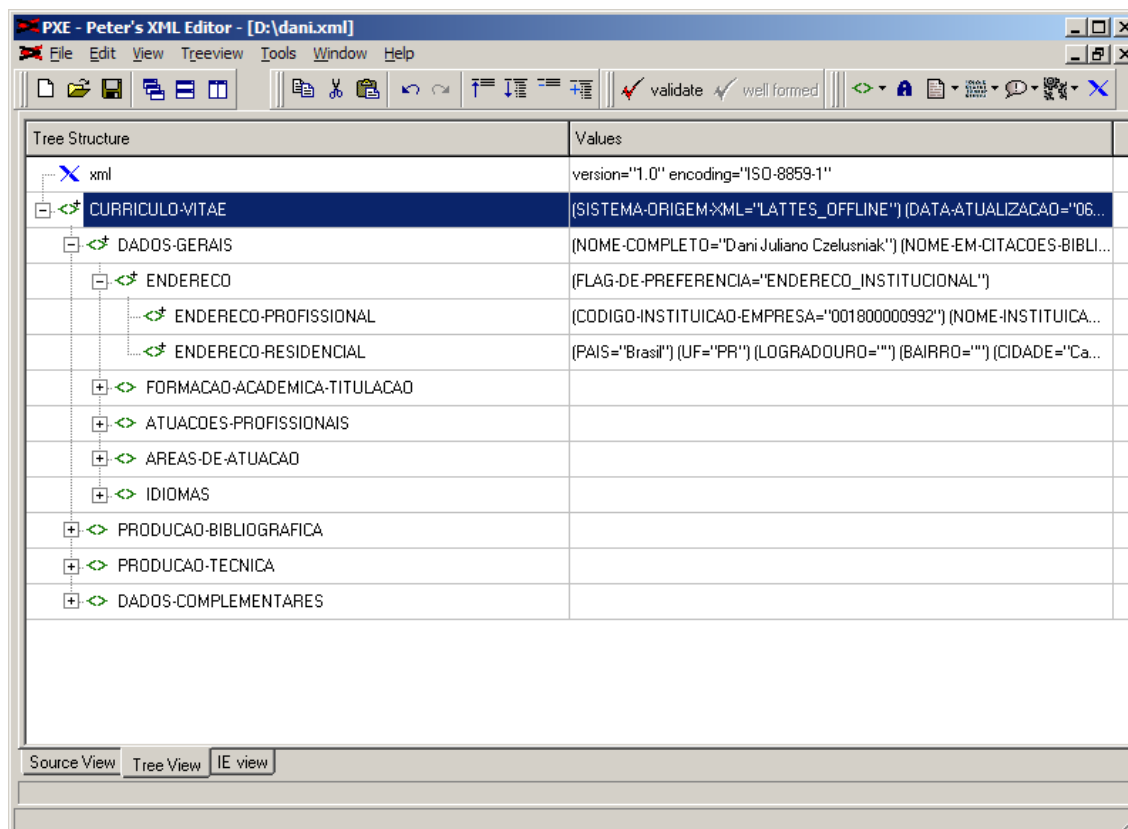 PXE - Peter's XML Editor - [D:\dani.xml]
File Edit View Treeview Tools Window Help
validate well formed
Tree Structure Values
xml version="1.0" encoding="ISO-8859-1"
CURRICULO-VITAE (SISTEMA-ORIGEM-XML="LATTES_OFFLINE") (DATA-ATUALIZACAO="06...
DADOS-GERAIS (NOME-COMPLETO="Dani Juliano Czelusniak") (NOME-EM-CITACOES-BIBLI...
ENDERECO (FLAG-DE-PREFERENCIA="ENDERECO_INSTITUCIONAL")
ENDERECO-PROFISSIONAL (CODIGO-INSTITUICAO-EMPRESA="001800000992") (NOME-INSTITUICA...
ENDERECO-RESIDENCIAL (PAIS="Brasil") (UF="PR") (LOGRADOURO="") (BAIRRO="") (CIDADE="Ca...
FORMACAO-ACADEMICA-TITULACAO
ATUACOES-PROFISSIONAIS
AREAS-DE-ATUACAO
IDIOMAS
PRODUCAO-BIBLIOGRAFICA
PRODUCAO-TECNICA
DADOS-COMPLEMENTARES
Source View Tree View IE view